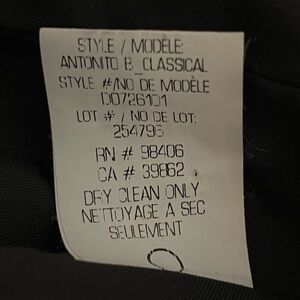 STYLE / MODÈLE:
ANTONITO B_CLASSICAL
STYLE #/NO DE MODÈLE
D0726101
LOT # / NO DE LOT:
254795
RN # 98406
CA # 39862
DRY CLEAN ONLY
NETTOYAGE A SEC
SEULEMENT